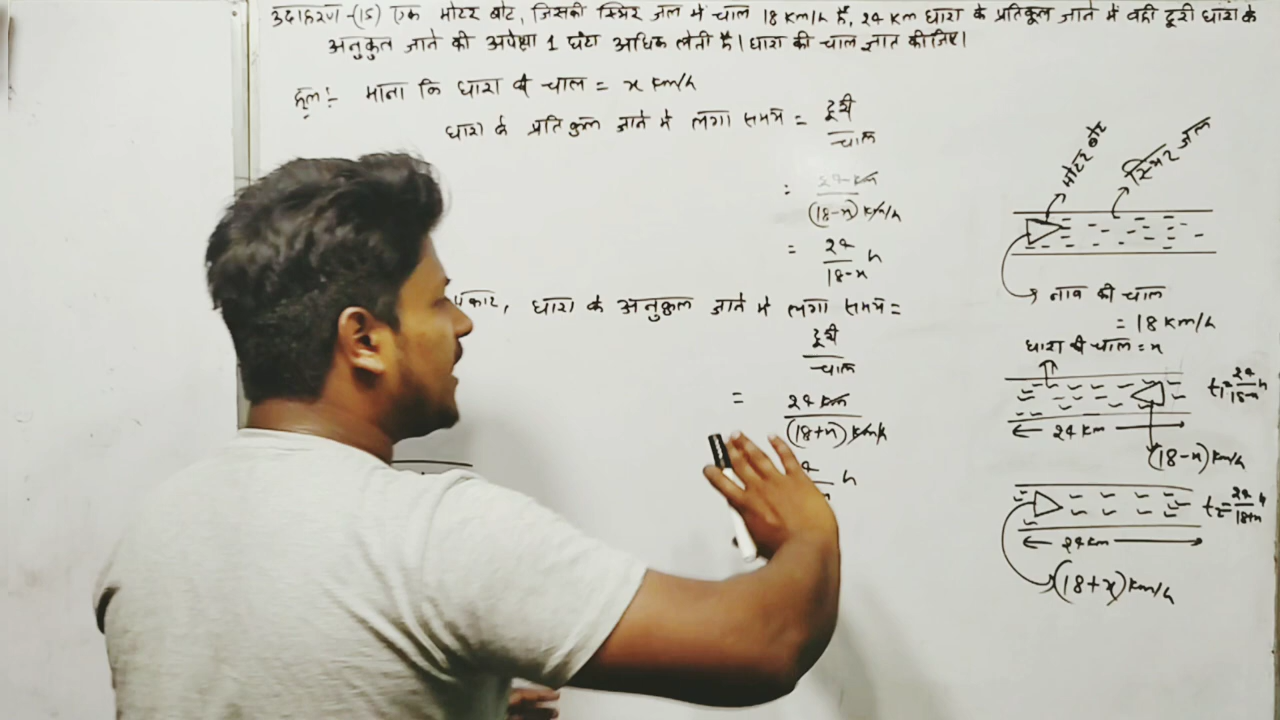 उदाहरण-(15) एक मोटर बोट, जिसकी स्थिर जल में चाल 18 km/h है, 24 km धारा के प्रतिकूल जाने में वही दूरी धारा के
अनुकूल जाने की अपेक्षा 1 घंटा अधिक लेती है। धारा की चाल ज्ञात कीजिए।
हल:- माना कि धारा की चाल = x km/h
धारा के प्रतिकूल जाने में लगा समय = दूरी
चाल
= 24 km
(18-x) km/h
= 24
18-x h
धारा के अनुकूल जाने में लगा समय =
दूरी
चाल
= 24 km
(18+x) km/h
h
मोटर बोट
स्थिर जल
नाव की चाल
= 18 km/h
धारा की चाल = x
t1 = 24
18-x h
24 km
(18-x) km/h
t2 = 24
18+x h
24 km
(18+x) km/h